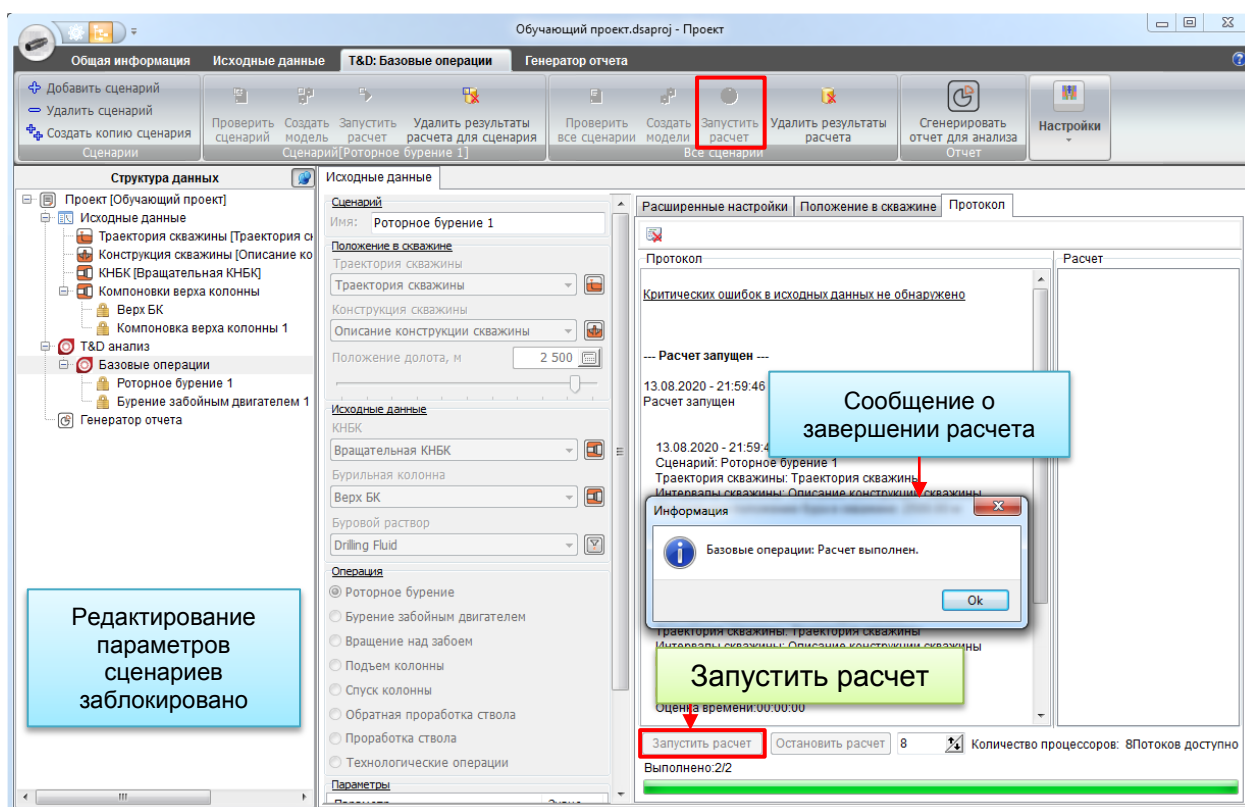 Обучающий проект.dsaproj - Проект
Общая информация
Исходные данные
T&D: Базовые операции
Генератор отчета
Добавить сценарий
Удалить сценарий
Создать копию сценария
Сценарии
Проверить сценарий
Создать модель
Запустить расчет
Удалить результаты расчета для сценария
Сценарий[Роторное бурение 1]
Проверить все сценарии
Создать модели
Запустить расчет
Удалить результаты расчета
Все сценарии
Сгенерировать отчет для анализа
Отчет
Настройки
Структура данных
Проект [Обучающий проект]
Исходные данные
Траектория скважины [Траектория ск
Конструкция скважины [Описание ко
КНБК [Вращательная КНБК]
Компоновки верха колонны
Верх БК
Компоновка верха колонны 1
T&D анализ
Базовые операции
Роторное бурение 1
Бурение забойным двигателем 1
Генератор отчета
Редактирование
параметров
сценариев
заблокировано
Исходные данные
Сценарий
Имя: Роторное бурение 1
Положение в скважине
Траектория скважины
Траектория скважины
Конструкция скважины
Описание конструкции скважины
Положение долота, м 2 500
Исходные данные
КНБК
Вращательная КНБК
Бурильная колонна
Верх БК
Буровой раствор
Drilling Fluid
Операция
Роторное бурение
Бурение забойным двигателем
Вращение над забоем
Подъем колонны
Спуск колонны
Обратная проработка ствола
Проработка ствола
Технологические операции
Параметры
Расширенные настройки
Положение в скважине
Протокол
Протокол
Расчет
Критических ошибок в исходных данных не обнаружено
--- Расчет запущен ---
13.08.2020 - 21:59:46
Расчет запущен
13.08.2020 - 21:59:4
Сценарий: Роторное бурение 1
Траектория скважины: Траектория скважины
Интервалы скважины: Описание конструкции скважины
Сообщение о
завершении расчета
Информация
Базовые операции: Расчет выполнен.
Ok
Траектория скважины: Траектория скважины
Интервалы скважины: Описание конструкции скважины
Запустить расчет
Оценка времени:00:00:00
Запустить расчет
Остановить расчет
8
Количество процессоров: 8Потоков доступно
Выполнено:2/2